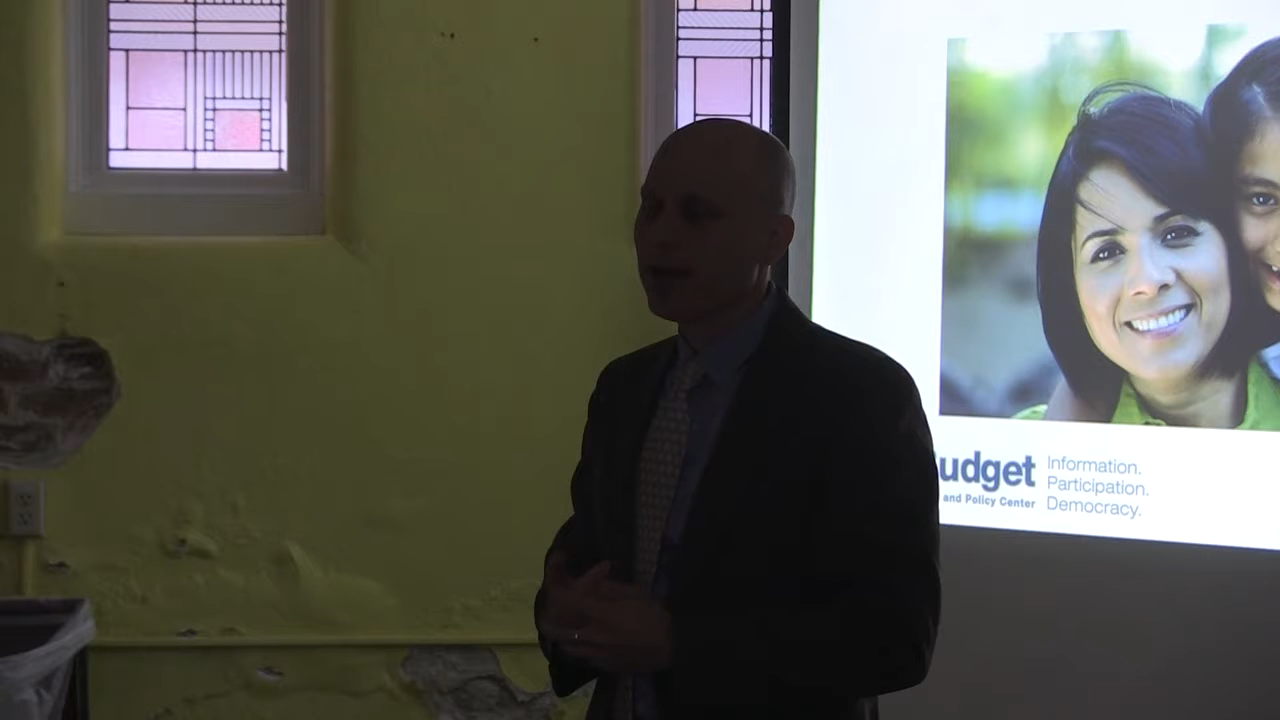 udget
and Policy Center
Information.
Participation.
Democracy.